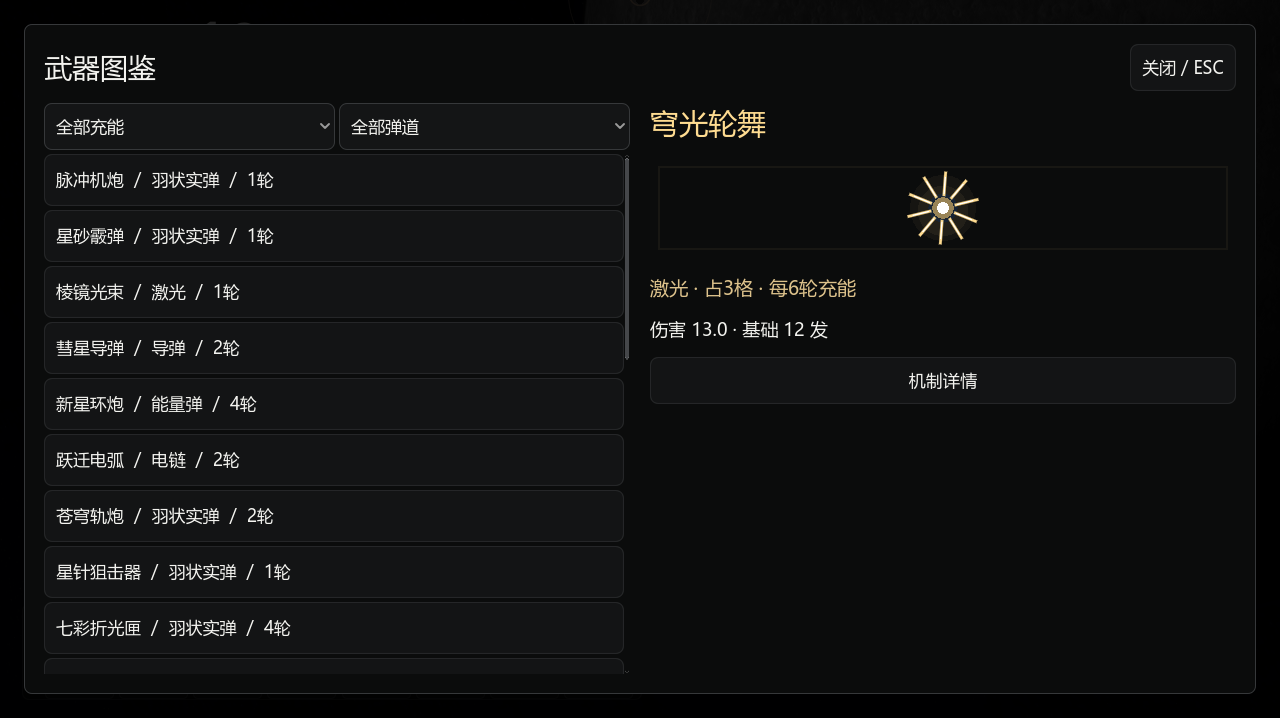 武器图鉴
关闭 / ESC
全部充能
全部弹道
脉冲机炮 / 羽状实弹 / 1轮
星砂霰弹 / 羽状实弹 / 1轮
棱镜光束 / 激光 / 1轮
彗星导弹 / 导弹 / 2轮
新星环炮 / 能量弹 / 4轮
跃迁电弧 / 电链 / 2轮
苍穹轨炮 / 羽状实弹 / 2轮
星针狙击器 / 羽状实弹 / 1轮
七彩折光匣 / 羽状实弹 / 4轮
穹光轮舞
激光 · 占3格 · 每6轮充能
伤害 13.0 · 基础 12 发
机制详情